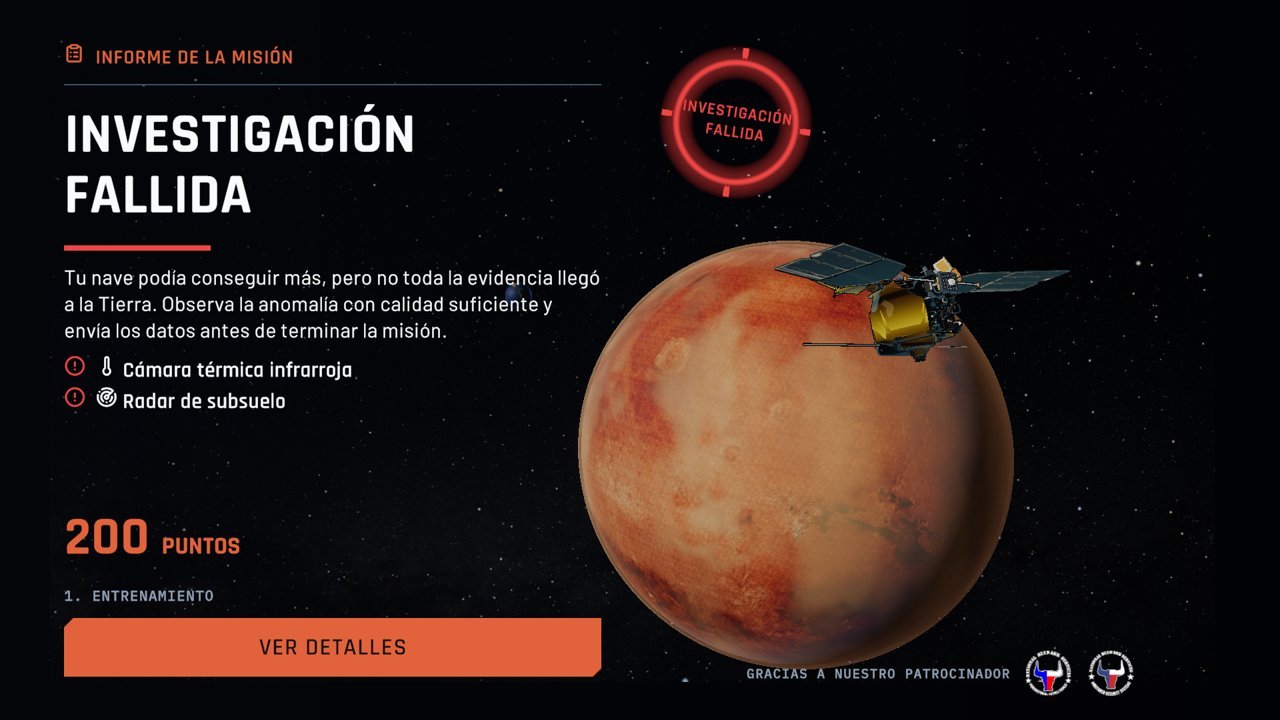 INFORME DE LA MISIÓN
INVESTIGACIÓN
FALLIDA
Tu nave podía conseguir más, pero no toda la evidencia llegó
a la Tierra. Observa la anomalía con calidad suficiente y
envía los datos antes de terminar la misión.
Cámara térmica infrarroja
Radar de subsuelo
200 PUNTOS
1. ENTRENAMIENTO
VER DETALLES
INVESTIGACIÓN
FALLIDA
GRACIAS A NUESTRO PATROCINADOR